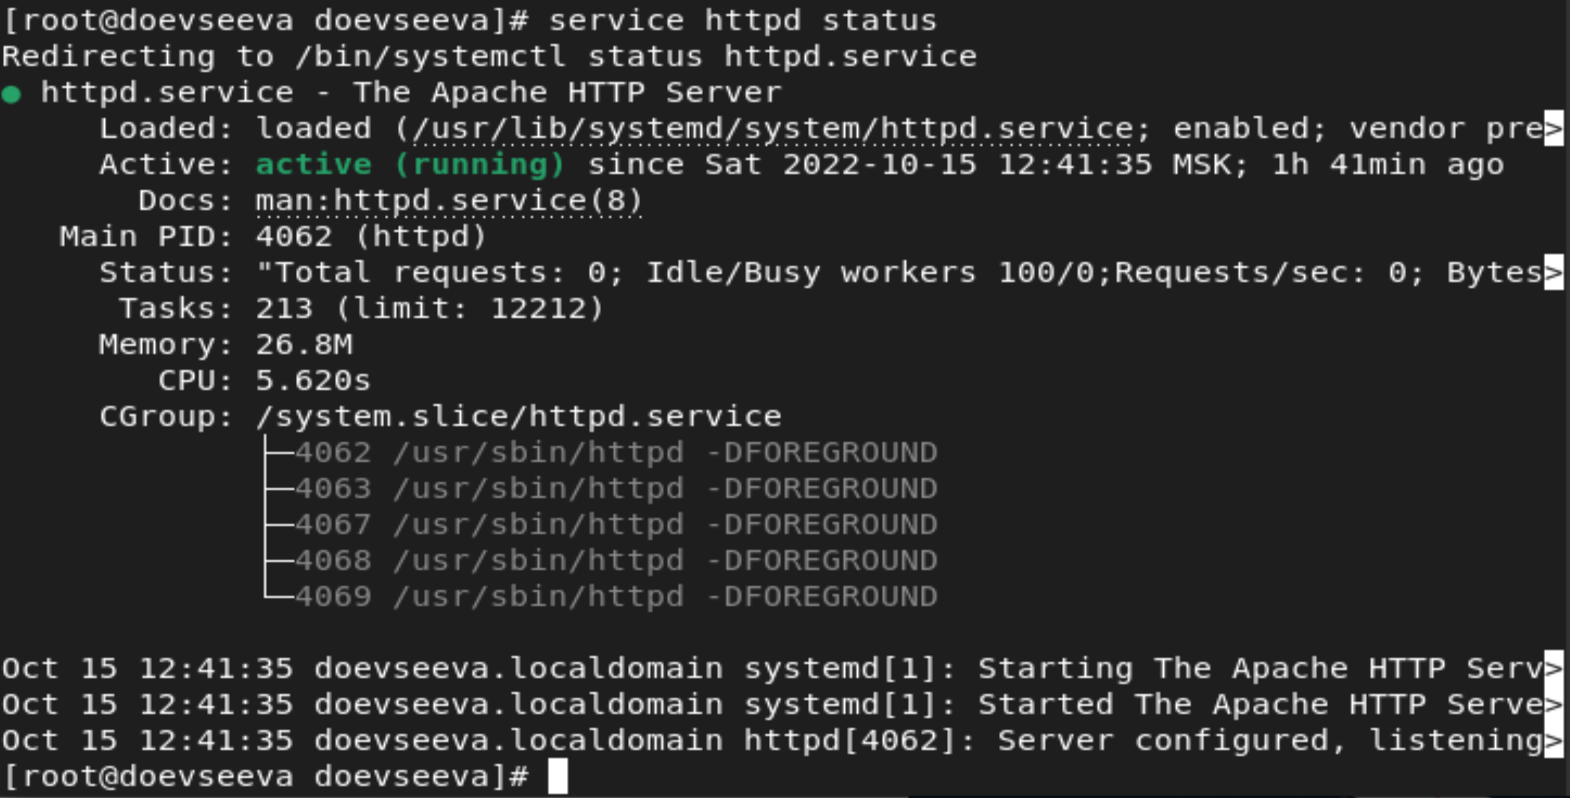 [root@doevseeva doevseeva]# service httpd status
Redirecting to /bin/systemctl status httpd.service
● httpd.service - The Apache HTTP Server
     Loaded: loaded (/usr/lib/systemd/system/httpd.service; enabled; vendor pre>
     Active: active (running) since Sat 2022-10-15 12:41:35 MSK; 1h 41min ago
       Docs: man:httpd.service(8)
   Main PID: 4062 (httpd)
     Status: "Total requests: 0; Idle/Busy workers 100/0;Requests/sec: 0; Bytes>
      Tasks: 213 (limit: 12212)
     Memory: 26.8M
        CPU: 5.620s
     CGroup: /system.slice/httpd.service
             ├─4062 /usr/sbin/httpd -DFOREGROUND
             ├─4063 /usr/sbin/httpd -DFOREGROUND
             ├─4067 /usr/sbin/httpd -DFOREGROUND
             ├─4068 /usr/sbin/httpd -DFOREGROUND
             └─4069 /usr/sbin/httpd -DFOREGROUND
Oct 15 12:41:35 doevseeva.localdomain systemd[1]: Starting The Apache HTTP Serv>
Oct 15 12:41:35 doevseeva.localdomain systemd[1]: Started The Apache HTTP Serve>
Oct 15 12:41:35 doevseeva.localdomain httpd[4062]: Server configured, listening>
[root@doevseeva doevseeva]#